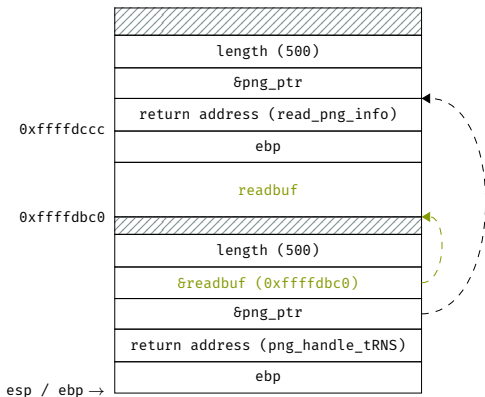 length (500)
&png_ptr
return address (read_png_info)
0xffffdccc
ebp
readbuf
0xffffdbc0
length (500)
&readbuf (0xffffdbc0)
&png_ptr
return address (png_handle_tRNS)
ebp
esp / ebp →